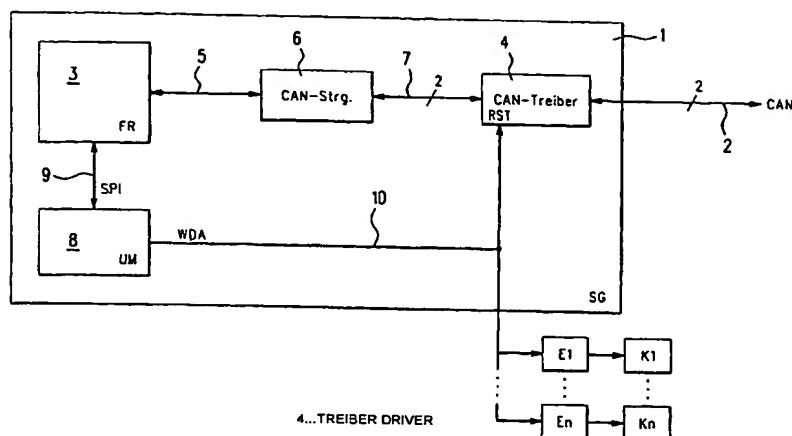 1
6
4
5
7
3
CAN-Strg.
2
CAN-Treiber
2
CAN
FR
RST
2
9
SPI
10
8
WDA
UM
SG
E1
K1
4...TREIBER DRIVER
En
Kn